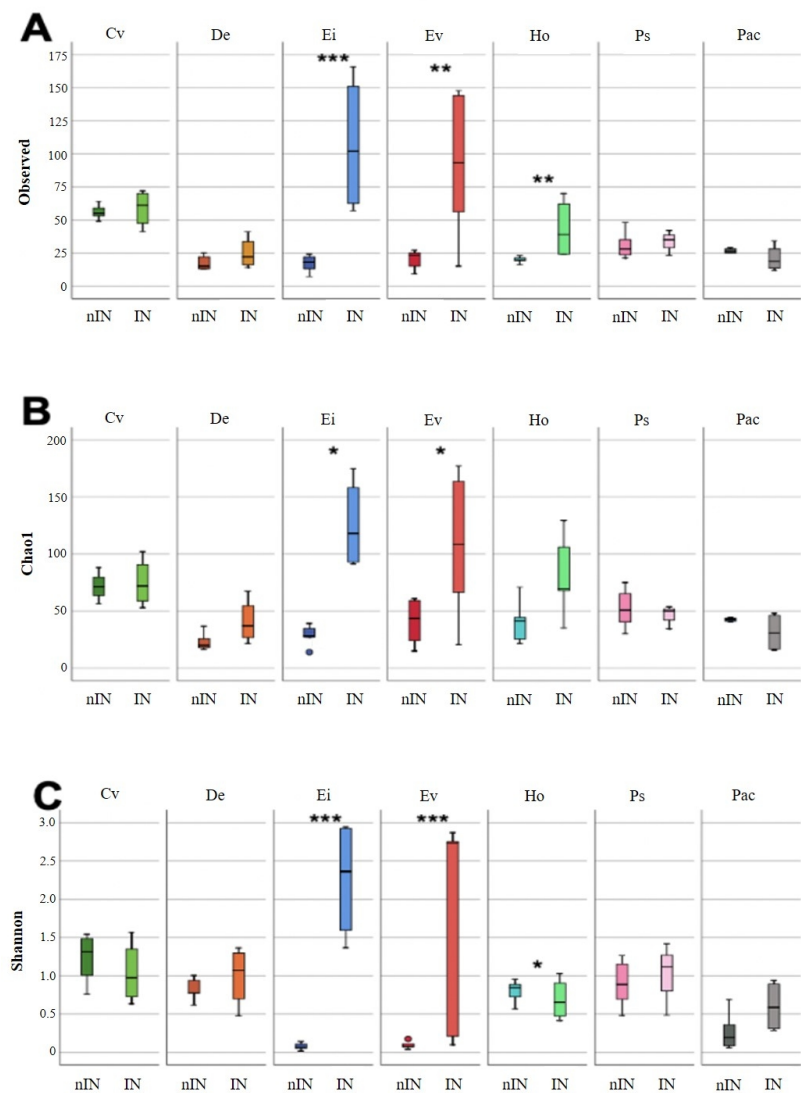 A
Cv De Ei Ev Ho Ps Pac
175
*** **
150
125
100
Observed
75
**
50
25
0
nIN IN nIN IN nIN IN nIN IN nIN IN nIN IN nIN IN
B
Cv De Ei Ev Ho Ps Pac
200
* *
150
Chao1
100
50
0
nIN IN nIN IN nIN IN nIN IN nIN IN nIN IN nIN IN
C
Cv De Ei Ev Ho Ps Pac
3.0
*** ***
2.5
2.0
Shannon
1.5
*
1.0
0.5
0
nIN IN nIN IN nIN IN nIN IN nIN IN nIN IN nIN IN